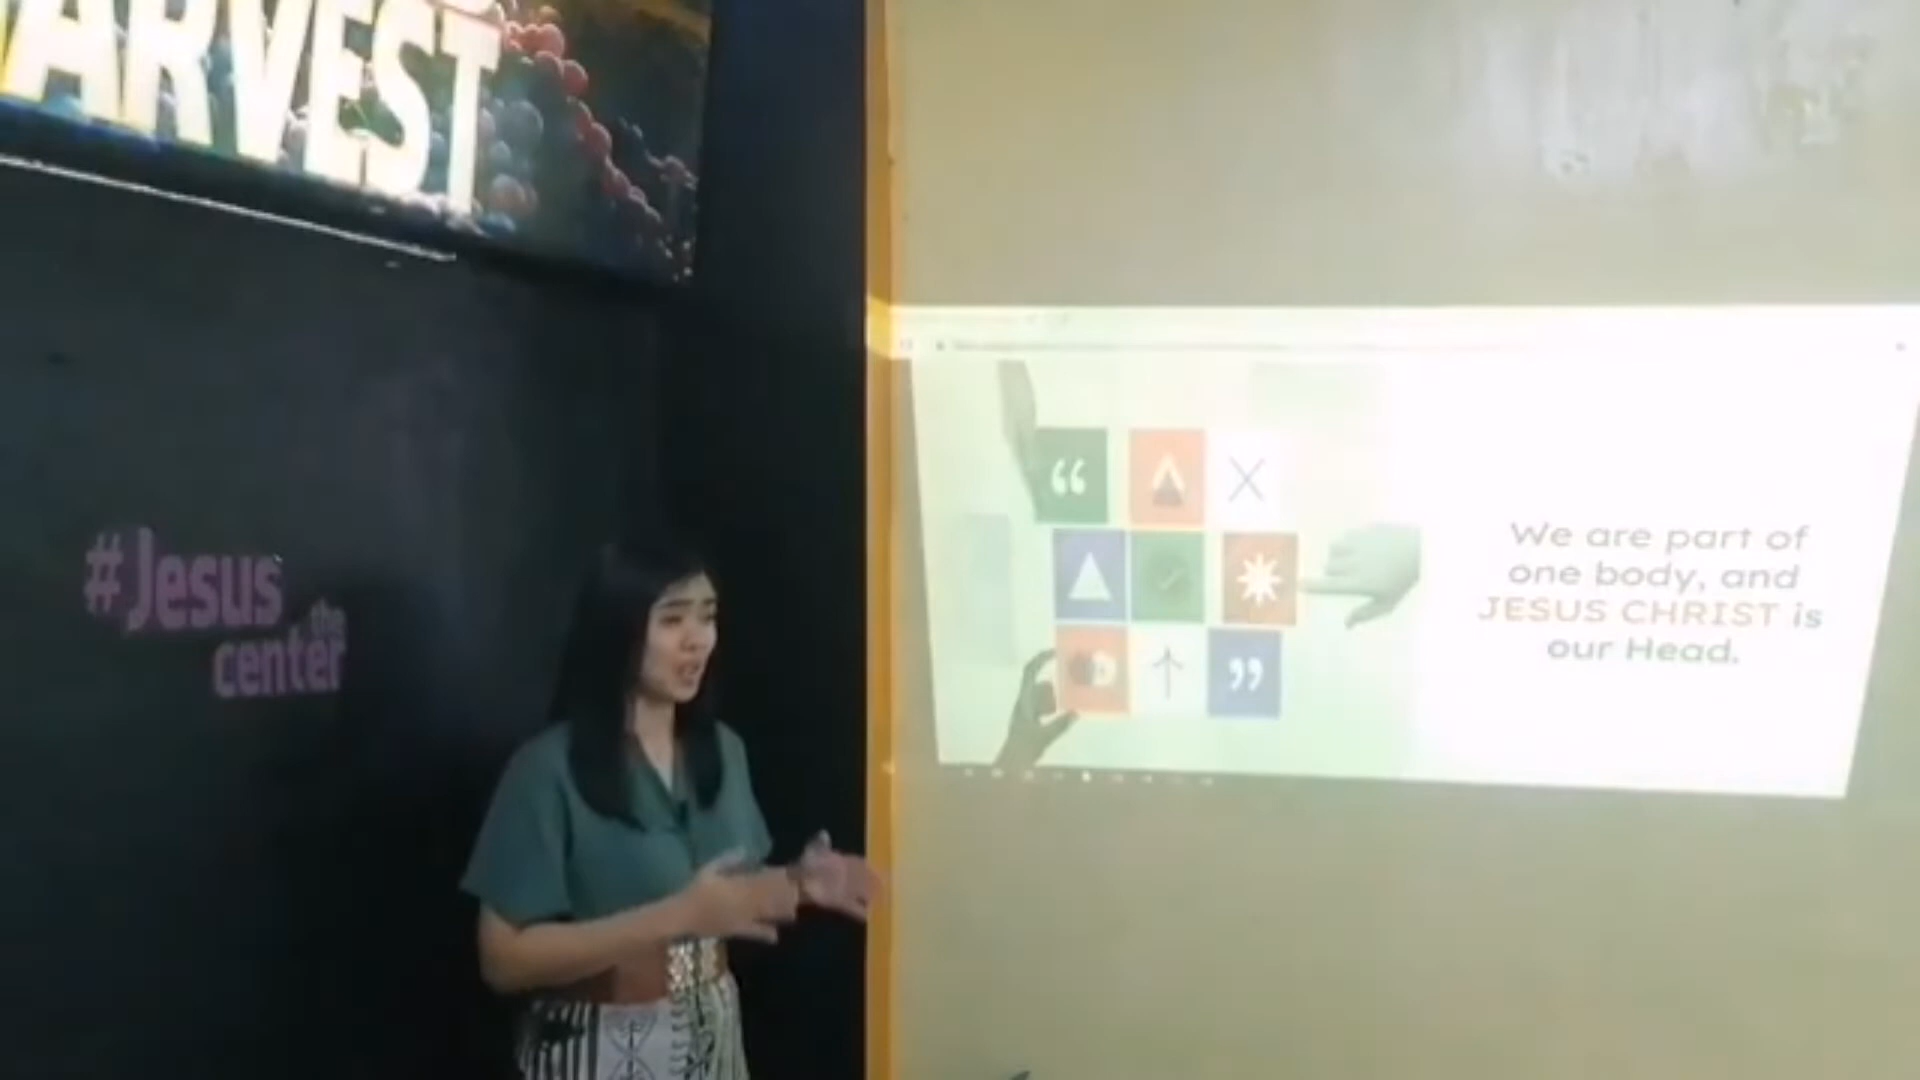 ARVEST
#Jesus
the
center
“
”
We are part of
one body, and
JESUS CHRIST is
our Head.